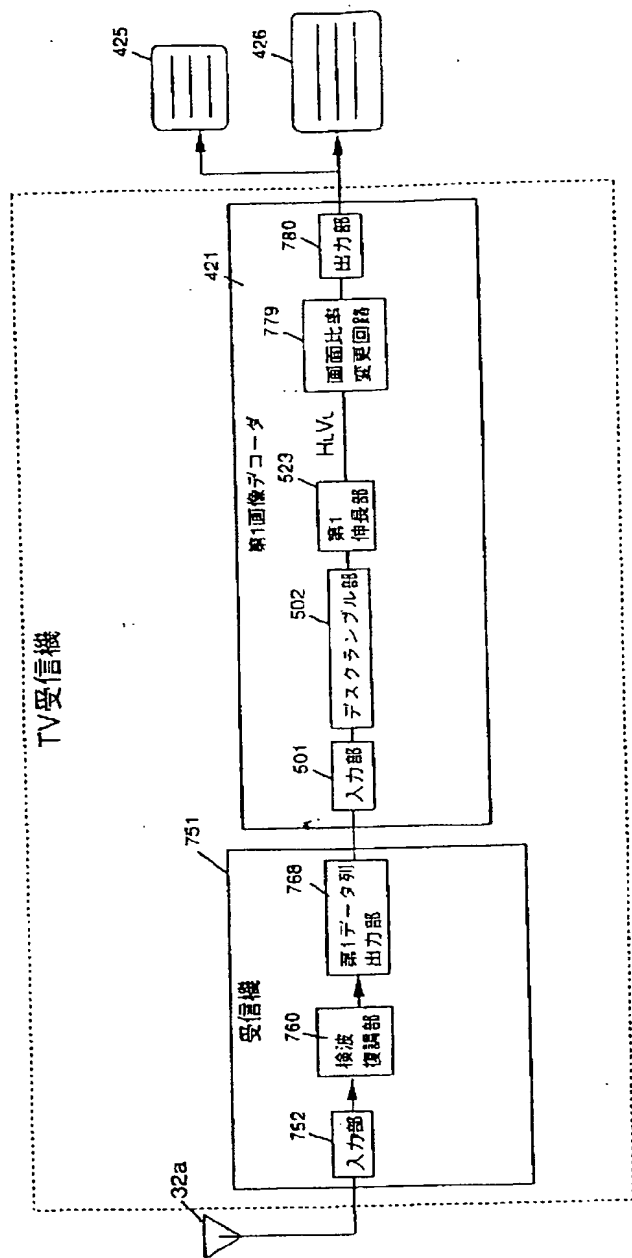 TV受信機
32a
751
受信機
752
入力部
760
検波
復調部
768
第1データ列
出力部
421
第1画像デコーダ
501
入力部
502
デスクランブル部
523
第1
伸長部
HLVL
779
画面比率
変更回路
780
出力部
425
426